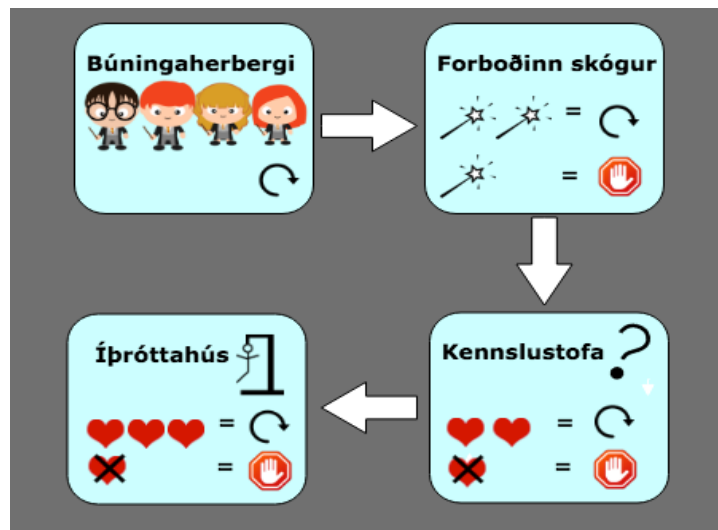 Búningaherbergi
Forboðinn skógur
=
=
Kennslustofa ?
=
=
Íþróttahús
=
=